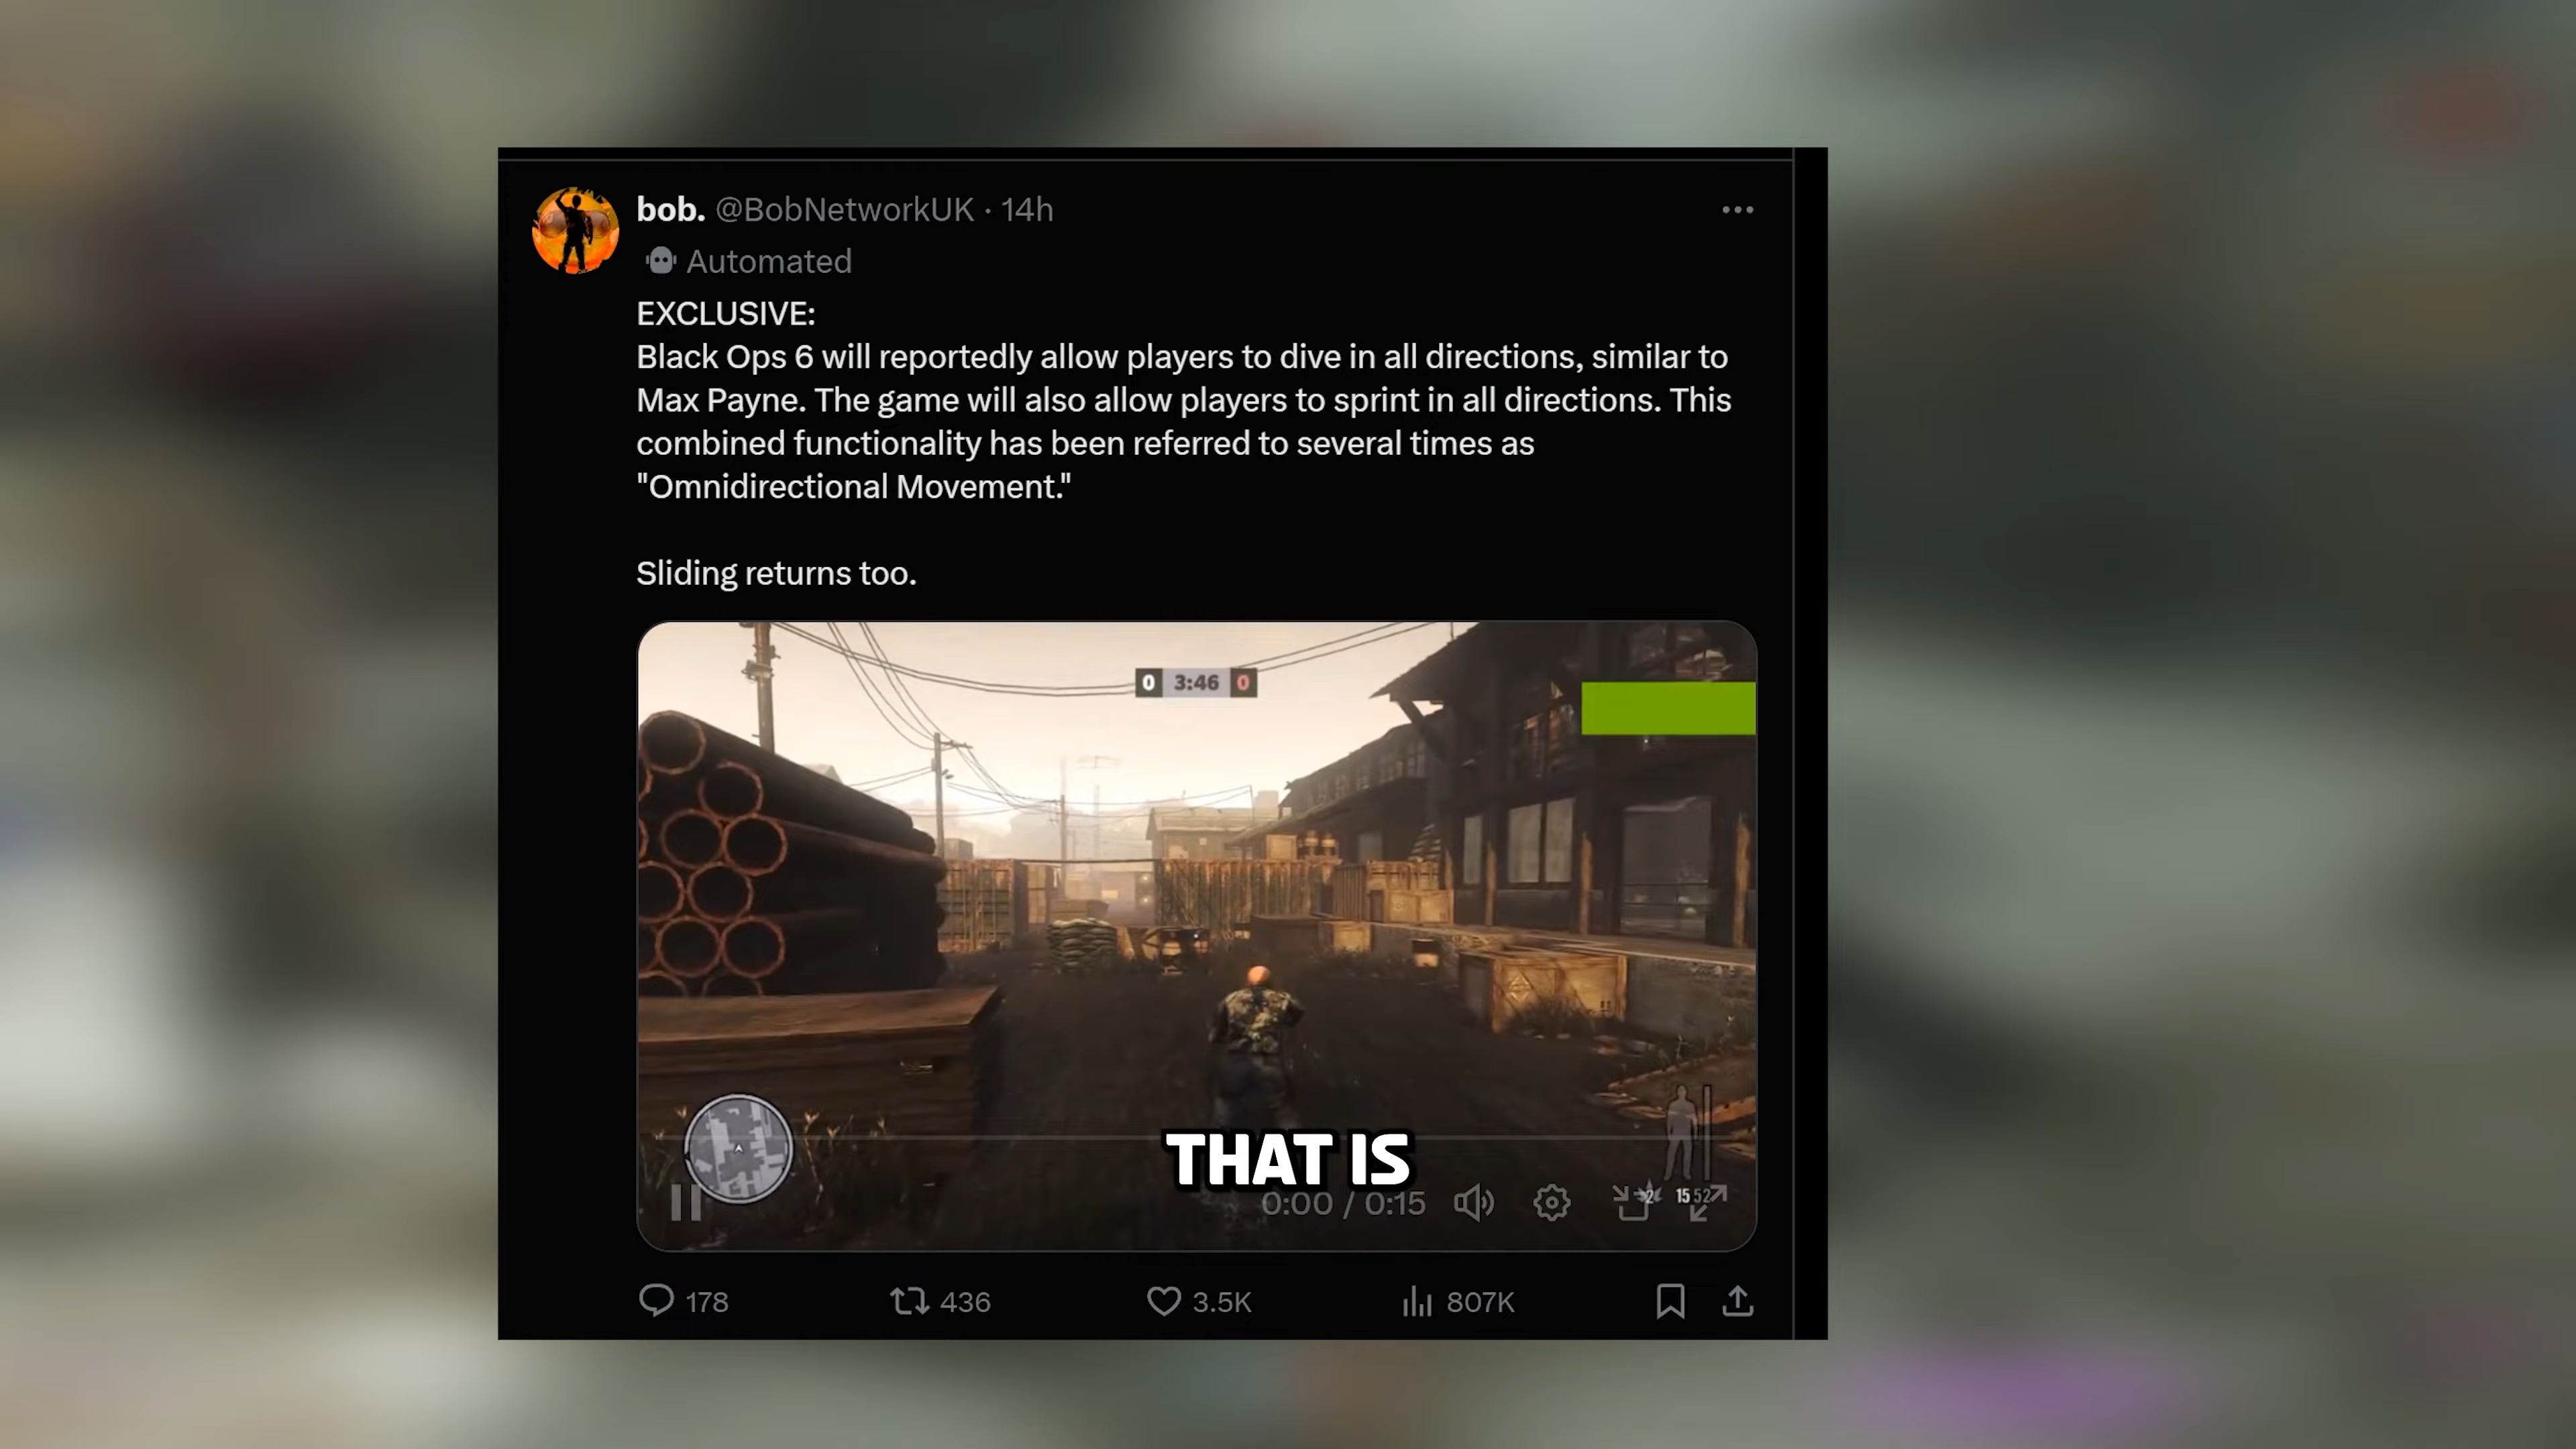 bob. @BobNetworkUK · 14h
Automated
EXCLUSIVE:
Black Ops 6 will reportedly allow players to dive in all directions, similar to
Max Payne. The game will also allow players to sprint in all directions. This
combined functionality has been referred to several times as
"Omnidirectional Movement."
Sliding returns too.
0 3:46 0
THAT IS
0:00 / 0:15
2 15 52
178 436 3.5K 807K